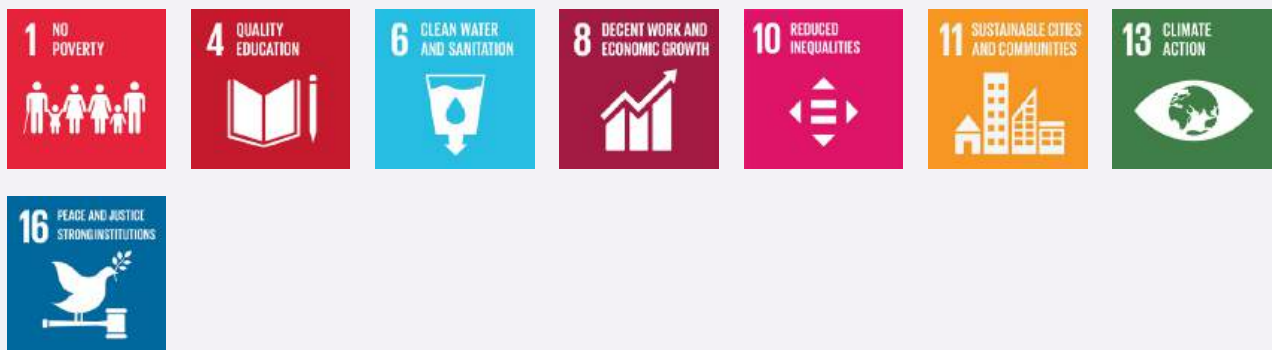 1 NO
POVERTY
4 QUALITY
EDUCATION
6 CLEAN WATER
AND SANITATION
8 DECENT WORK AND
ECONOMIC GROWTH
10 REDUCED
INEQUALITIES
11 SUSTAINABLE CITIES
AND COMMUNITIES
13 CLIMATE
ACTION
16 PEACE AND JUSTICE
STRONG INSTITUTIONS